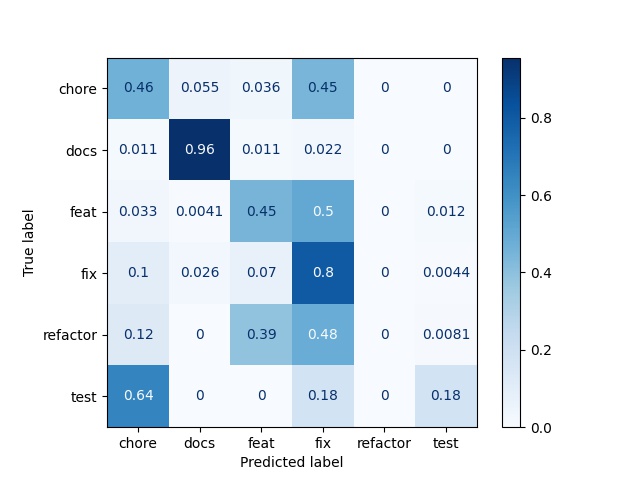 chore 0.46 0.055 0.036 0.45 0 0
docs 0.011 0.96 0.011 0.022 0 0
feat 0.033 0.0041 0.45 0.5 0 0.012
fix 0.1 0.026 0.07 0.8 0 0.0044
refactor 0.12 0 0.39 0.48 0 0.0081
test 0.64 0 0 0.18 0 0.18
chore docs feat fix refactor test
Predicted label
True label
0.8
0.6
0.4
0.2
0.0